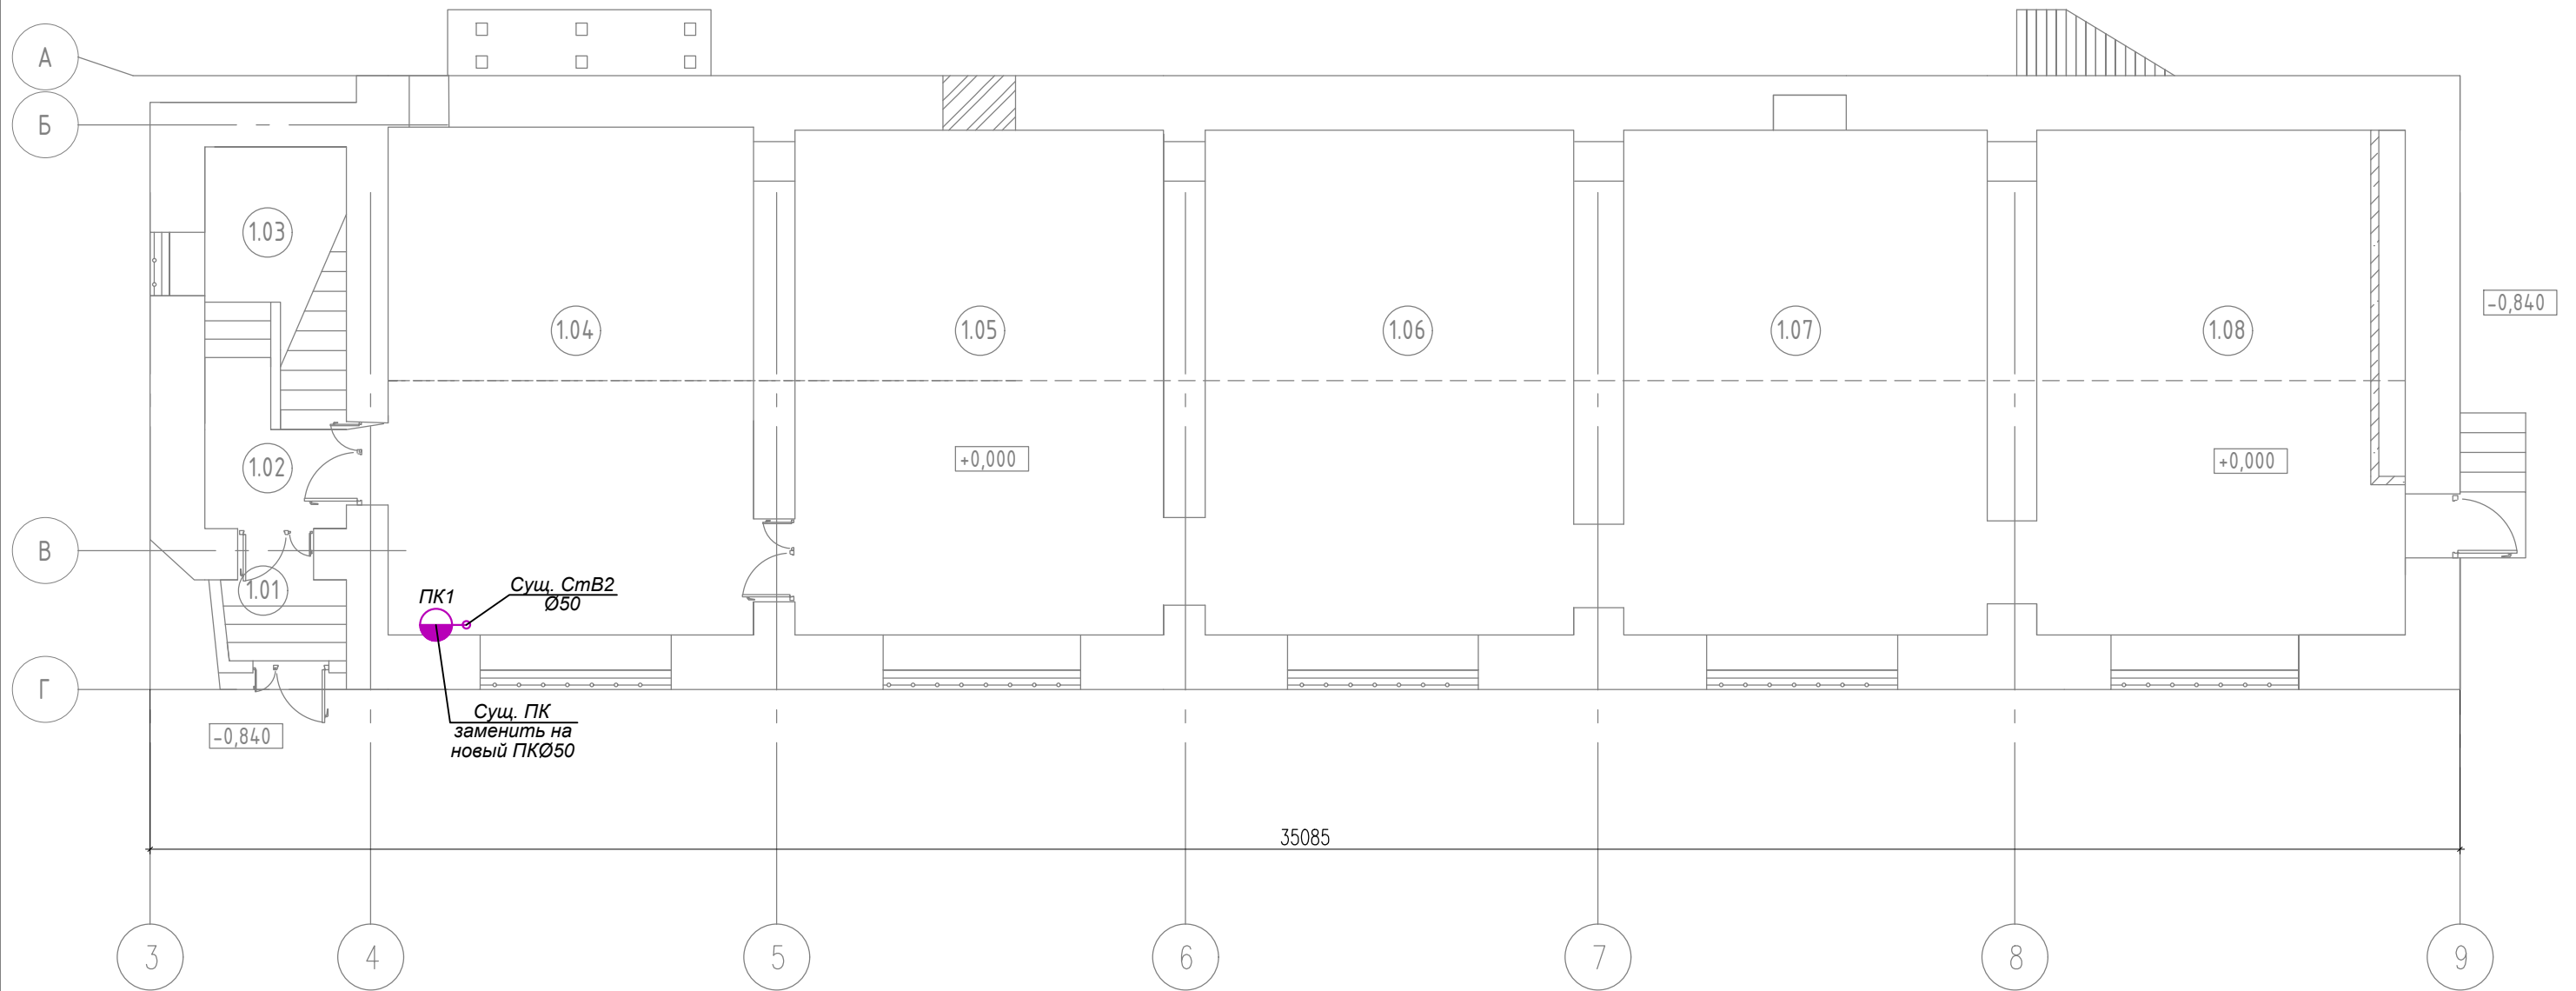 А
Б
1.03
1.04
1.05
1.06
1.07
1.08
-0,840
+0,000
+0,000
1.02
В
1.01
ПК1
Сущ. СтВ2
Ø50
Г
-0,840
Сущ. ПК
заменить на
новый ПКØ50
35085
3
4
5
6
7
8
9